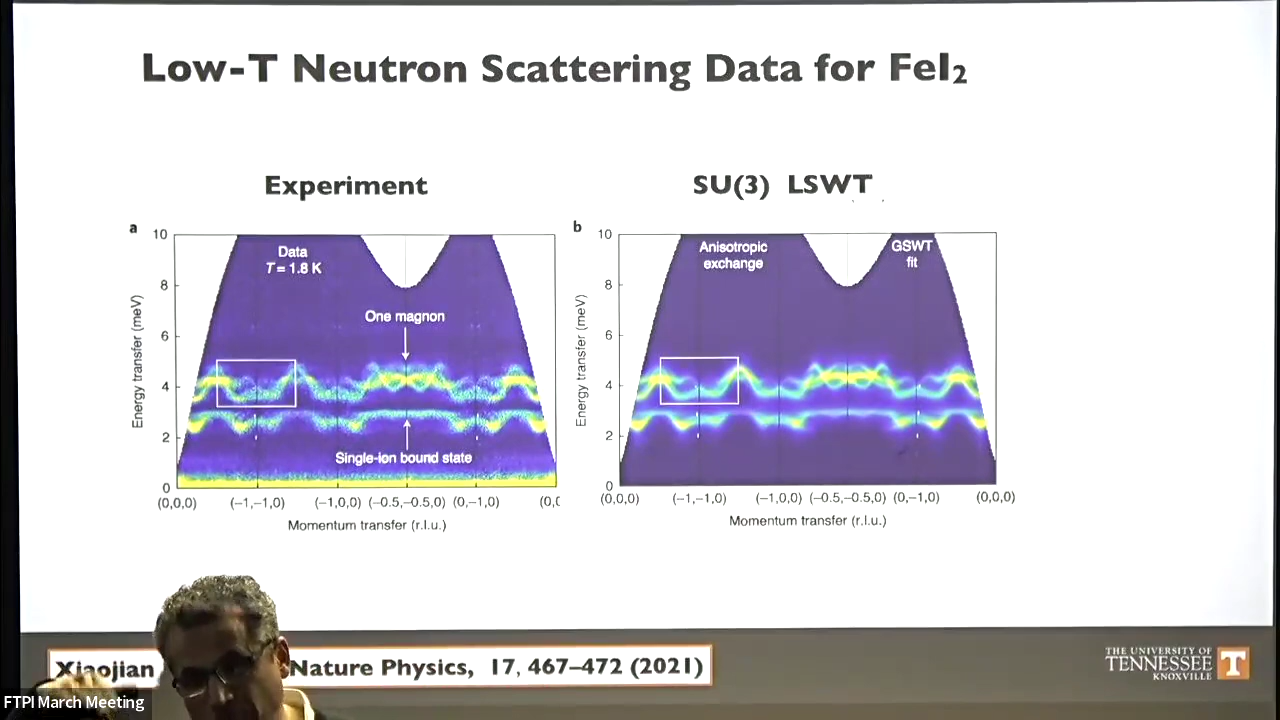 Low-T Neutron Scattering Data for FeI₂
Experiment
SU(3) LSWT
a
b
10
8
6
4
2
0
Energy transfer (meV)
Data
T = 1.8 K
One magnon
Single-ion bound state
(0,0,0) (−1,−1,0) (−1,0,0) (−0.5,−0.5,0) (0,−1,0) (0,0
Momentum transfer (r.l.u.)
10
8
6
4
2
0
Energy transfer (meV)
Anisotropic
exchange
GSWT
fit
(0,0,0) (−1,−1,0) (−1,0,0) (−0.5,−0.5,0) (0,−1,0) (0,0,0)
Momentum transfer (r.l.u.)
Xiaojian Nature Physics, 17, 467–472 (2021)
THE UNIVERSITY OF
TENNESSEE
KNOXVILLE
T
FTPI March Meeting